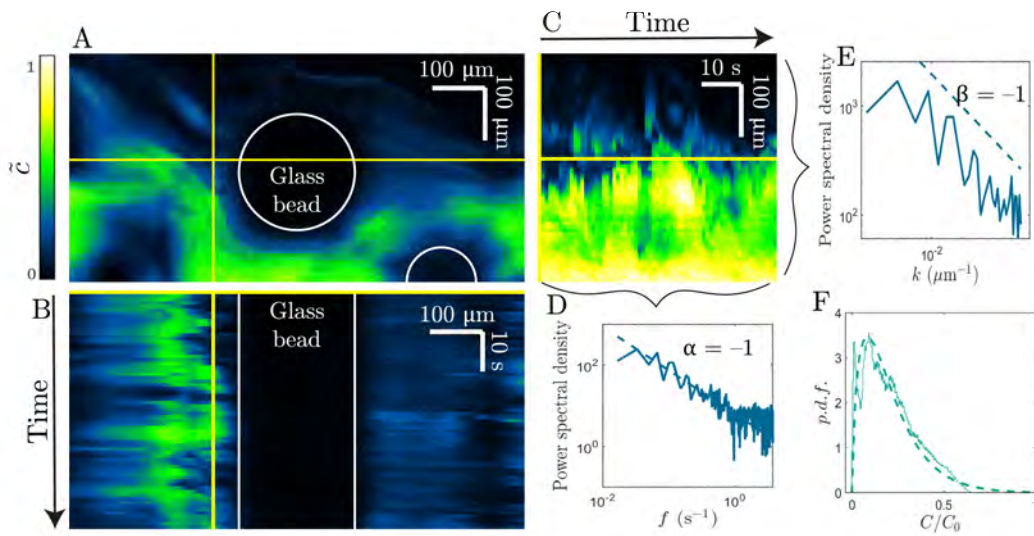 A
1
c̃
0
100 μm
100 μm
Glass
bead
B
Time
Glass
bead
100 μm
10 s
C
Time
10 s
100 μm
D
Power spectral density
10²
10⁰
α = –1
10⁻²
10⁰
f (s⁻¹)
E
Power spectral density
10³
10²
β = –1
10⁻²
k (μm⁻¹)
F
p.d.f.
4
3
2
1
0
0
0.5
C/C₀